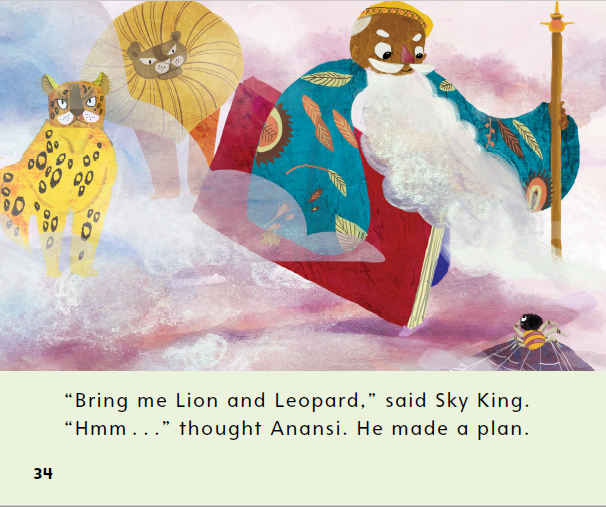 “Bring me Lion and Leopard,” said Sky King.
“Hmm . . .” thought Anansi. He made a plan.
34